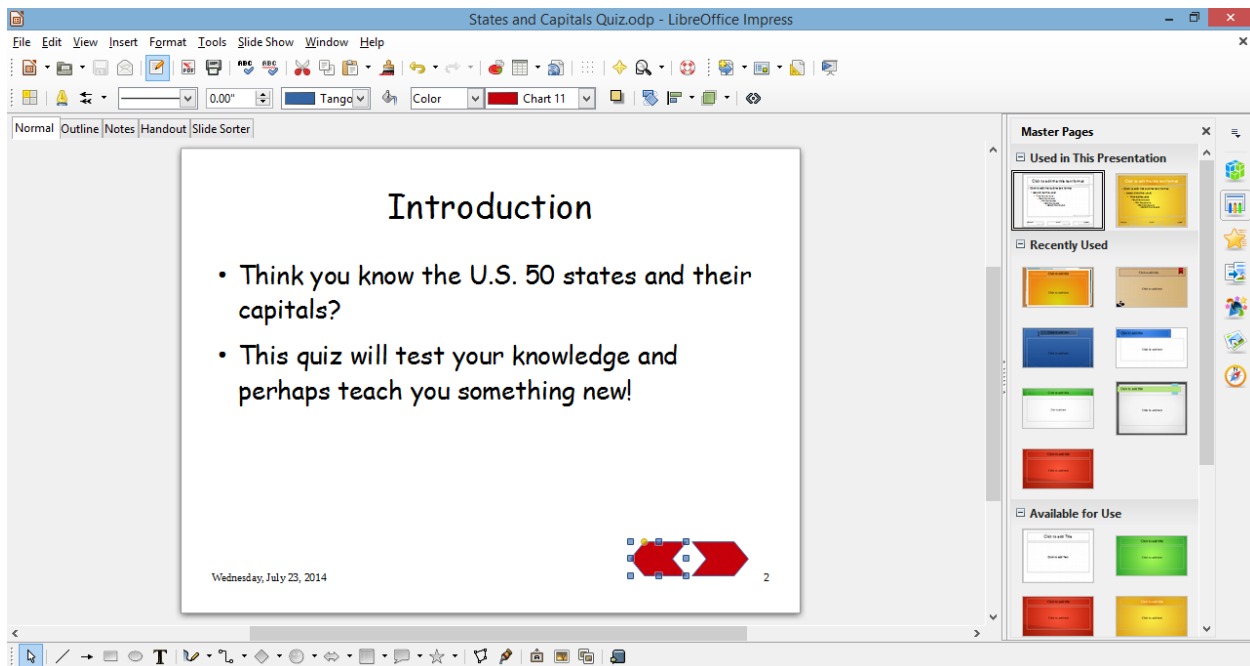 States and Capitals Quiz.odp - LibreOffice Impress
File Edit View Insert Format Tools Slide Show Window Help
0.00" Tango Color Chart 11
Normal Outline Notes Handout Slide Sorter
Master Pages
Used in This Presentation
Recently Used
Available for Use
Introduction
• Think you know the U.S. 50 states and their
capitals?
• This quiz will test your knowledge and
perhaps teach you something new!
Wednesday, July 23, 2014
2